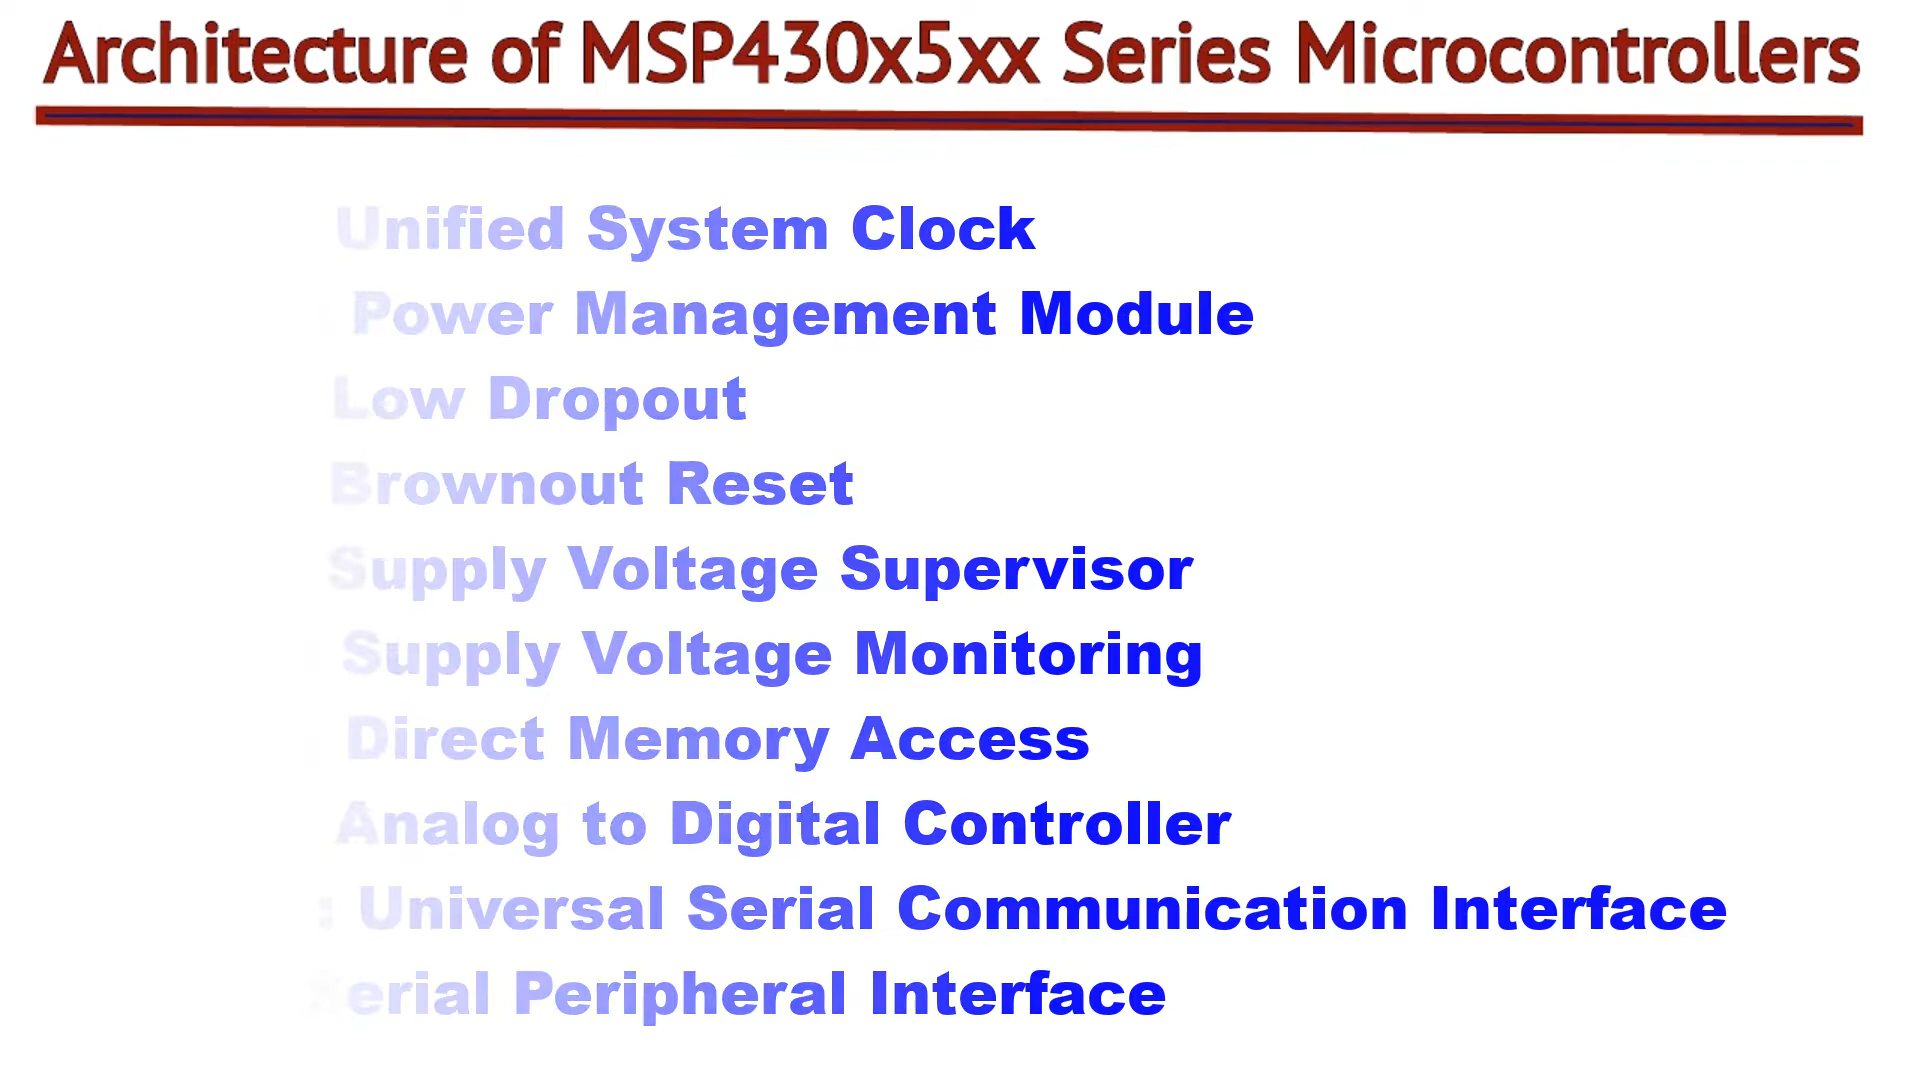 Architecture of MSP430x5xx Series Microcontrollers
Unified System Clock
Power Management Module
Low Dropout
Brownout Reset
Supply Voltage Supervisor
Supply Voltage Monitoring
Direct Memory Access
Analog to Digital Controller
: Universal Serial Communication Interface
Serial Peripheral Interface